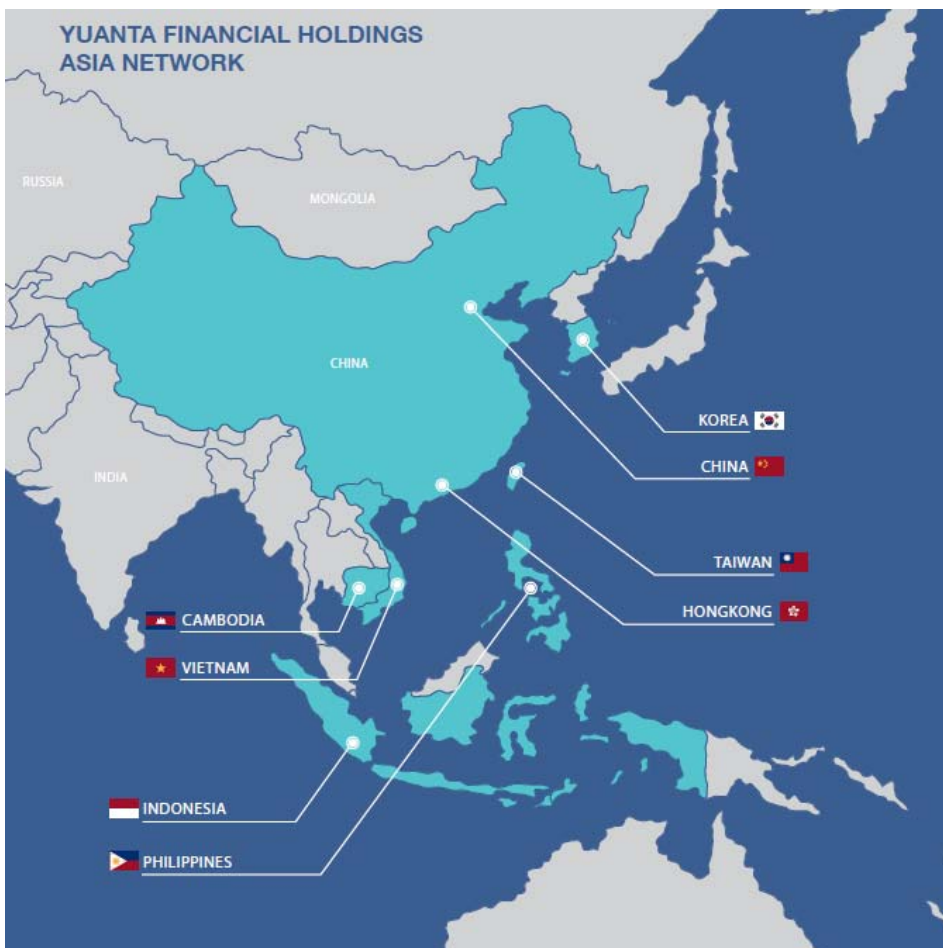 YUANTA FINANCIAL HOLDINGS
ASIA NETWORK
RUSSIA
MONGOLIA
CHINA
INDIA
KOREA
CHINA
TAIWAN
HONGKONG
CAMBODIA
VIETNAM
INDONESIA
PHILIPPINES